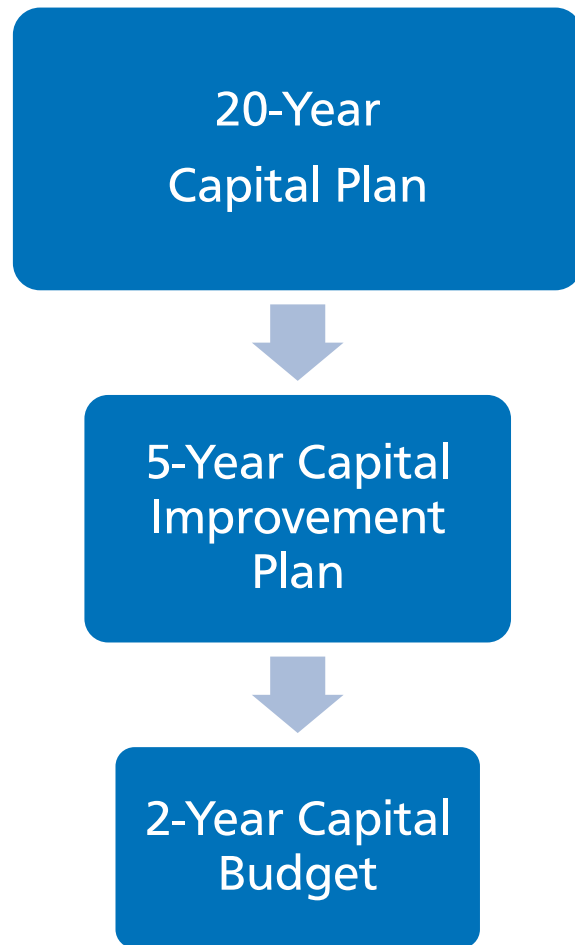 20-Year
Capital Plan
5-Year Capital
Improvement
Plan
2-Year Capital
Budget